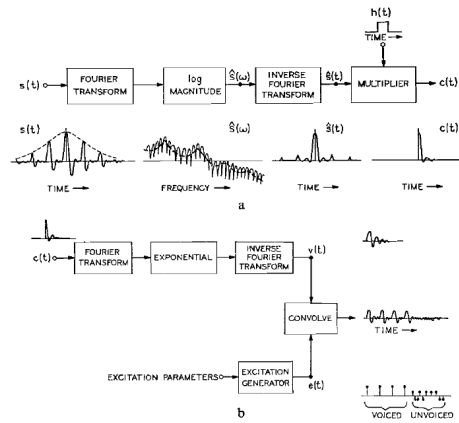 h(t)
TIME
s(t)
FOURIER
TRANSFORM
log
MAGNITUDE
Ŝ(ω)
INVERSE
FOURIER
TRANSFORM
ŝ(t)
MULTIPLIER
c(t)
s(t)
TIME
Ŝ(ω)
FREQUENCY
ŝ(t)
TIME
c(t)
TIME
a
c(t)
FOURIER
TRANSFORM
EXPONENTIAL
INVERSE
FOURIER
TRANSFORM
v(t)
CONVOLVE
TIME
EXCITATION PARAMETERS
EXCITATION
GENERATOR
e(t)
VOICED
UNVOICED
b